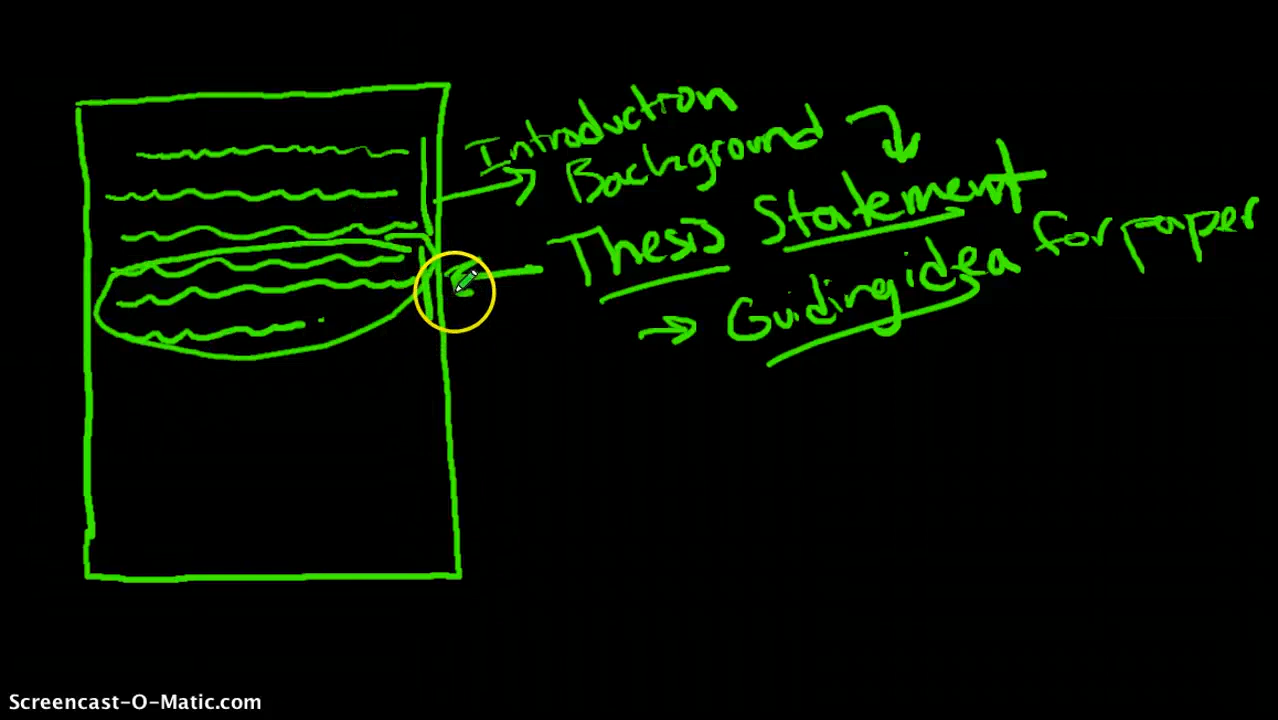 Introduction
Background
Thesis Statement
→ Guiding idea for paper
Screencast-O-Matic.com